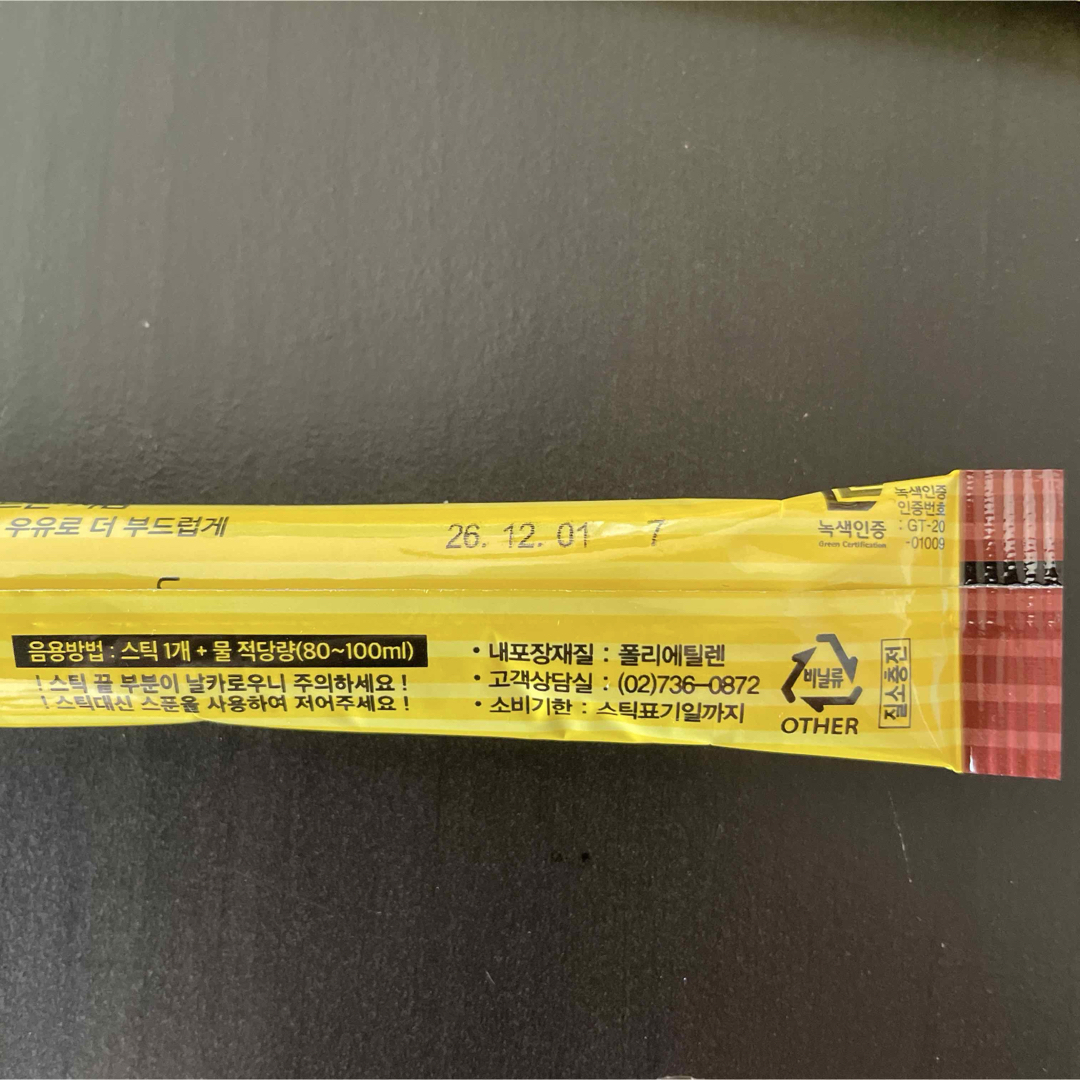 우유로 더 부드럽게
26. 12. 01 7
녹색인증
Green Certification
녹색인증
인증번호
: GT-20
-01009
음용방법 : 스틱 1개 + 물 적당량(80~100ml)
! 스틱 끝 부분이 날카로우니 주의하세요 !
! 스틱대신 스푼을 사용하여 저어주세요 !
• 내포장재질 : 폴리에틸렌
• 고객상담실 : (02)736-0872
• 소비기한 : 스틱표기일까지
비닐류
OTHER
질소충전